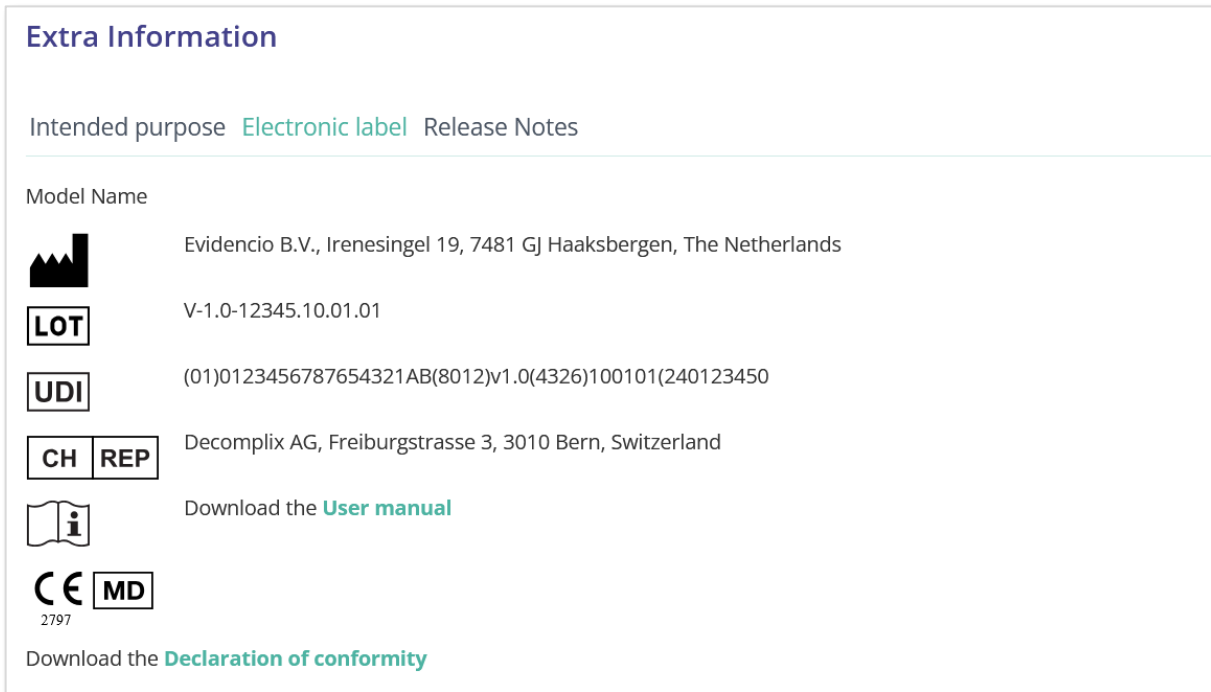 Extra Information
Intended purpose Electronic label Release Notes
Model Name
Evidencio B.V., Irenesingel 19, 7481 GJ Haaksbergen, The Netherlands
LOT V-1.0-12345.10.01.01
UDI (01)0123456787654321AB(8012)v1.0(4326)100101(240123450
CH REP Decomplix AG, Freiburgstrasse 3, 3010 Bern, Switzerland
i Download the User manual
CE MD
2797
Download the Declaration of conformity